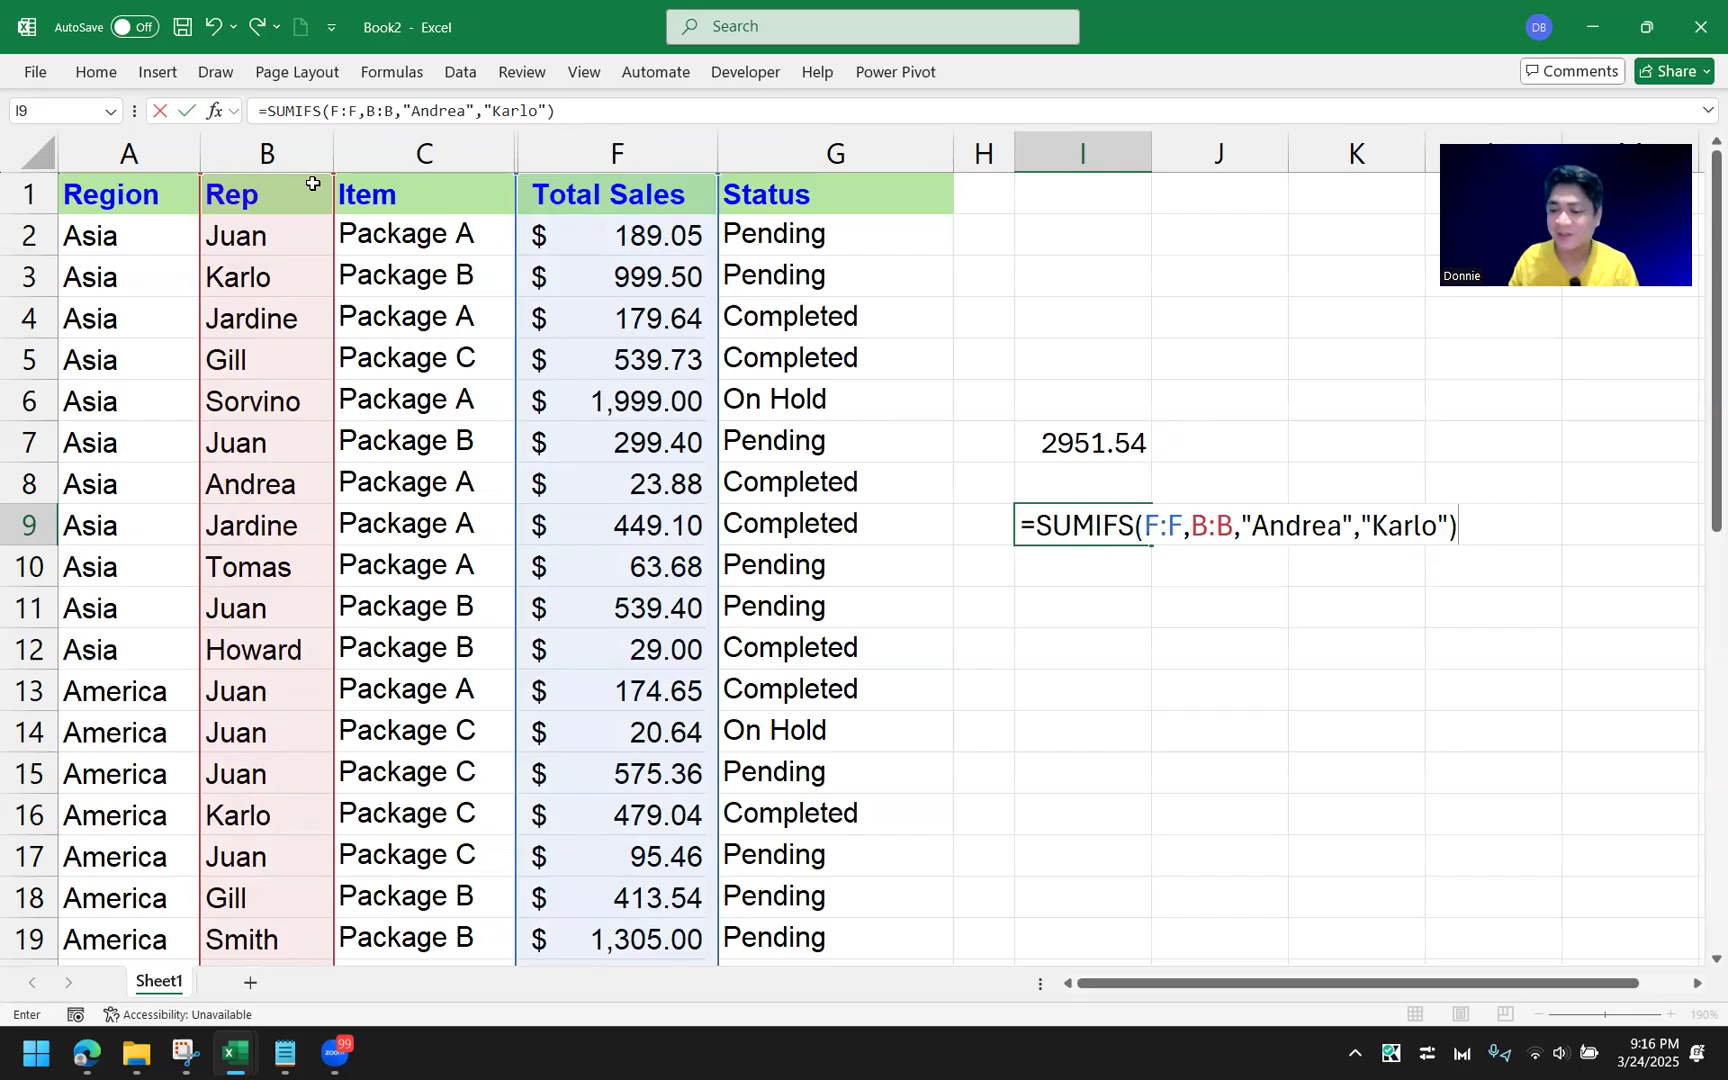 AutoSave Off Book2 - Excel Search DB
File Home Insert Draw Page Layout Formulas Data Review View Automate Developer Help Power Pivot Comments Share
I9 fx =SUMIFS(F:F,B:B,"Andrea","Karlo")
A B C F G H I J K
1 Region Rep Item Total Sales Status
2 Asia Juan Package A $ 189.05 Pending
3 Asia Karlo Package B $ 999.50 Pending
Donnie
4 Asia Jardine Package A $ 179.64 Completed
5 Asia Gill Package C $ 539.73 Completed
6 Asia Sorvino Package A $ 1,999.00 On Hold
7 Asia Juan Package B $ 299.40 Pending 2951.54
8 Asia Andrea Package A $ 23.88 Completed
9 Asia Jardine Package A $ 449.10 Completed =SUMIFS(F:F,B:B,"Andrea","Karlo")
10 Asia Tomas Package A $ 63.68 Pending
11 Asia Juan Package B $ 539.40 Pending
12 Asia Howard Package B $ 29.00 Completed
13 America Juan Package A $ 174.65 Completed
14 America Juan Package C $ 20.64 On Hold
15 America Juan Package C $ 575.36 Pending
16 America Karlo Package C $ 479.04 Completed
17 America Juan Package C $ 95.46 Pending
18 America Gill Package B $ 413.54 Pending
19 America Smith Package B $ 1,305.00 Pending
Sheet1
Enter Accessibility: Unavailable 190%
zoom 99
9:16 PM
3/24/2025